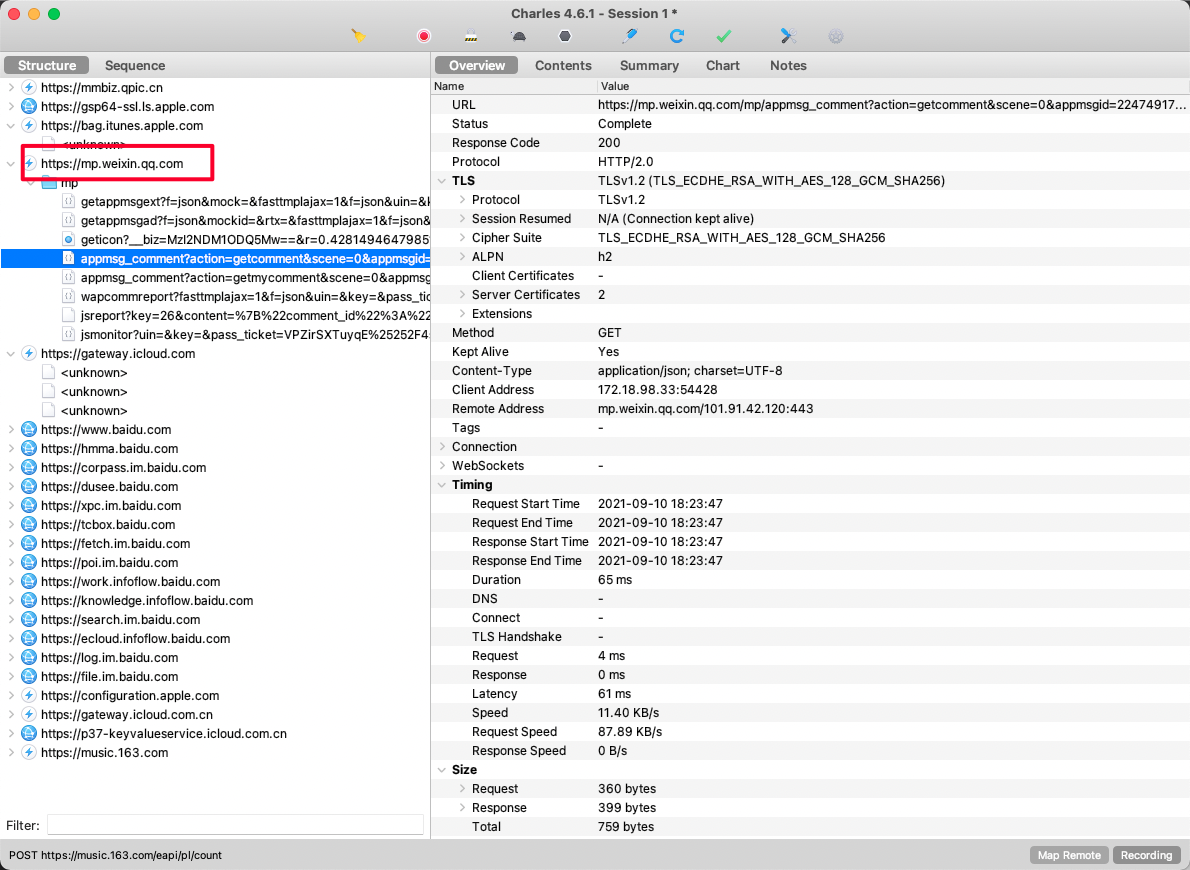 Charles 4.6.1 - Session 1 *
Structure
Sequence
https://mmbiz.qpic.cn
https://gsp64-ssl.ls.apple.com
https://bag.itunes.apple.com
<unknown>
https://mp.weixin.qq.com
mp
getappmsgext?f=json&mock=&fasttmplajax=1&f=json&uin=&k
getappmsgad?f=json&mockid=&rtx=&fasttmplajax=1&f=json&
geticon?__biz=MzI2NDM1ODQ5Mw==&r=0.4281494647985
appmsg_comment?action=getcomment&scene=0&appmsgid=
appmsg_comment?action=getmycomment&scene=0&appmsg
wapcommreport?fasttmplajax=1&f=json&uin=&key=&pass_tic
jsreport?key=26&content=%7B%22comment_id%22%3A%22
jsmonitor?uin=&key=&pass_ticket=VPZirSXTuyqE%25252F4
https://gateway.icloud.com
<unknown>
<unknown>
<unknown>
https://www.baidu.com
https://hmma.baidu.com
https://corpass.im.baidu.com
https://dusee.baidu.com
https://xpc.im.baidu.com
https://tcbox.baidu.com
https://fetch.im.baidu.com
https://poi.im.baidu.com
https://work.infoflow.baidu.com
https://knowledge.infoflow.baidu.com
https://search.im.baidu.com
https://ecloud.infoflow.baidu.com
https://log.im.baidu.com
https://file.im.baidu.com
https://configuration.apple.com
https://gateway.icloud.com.cn
https://p37-keyvalueservice.icloud.com.cn
https://music.163.com
Filter:
Overview
Contents
Summary
Chart
Notes
Name Value
URL https://mp.weixin.qq.com/mp/appmsg_comment?action=getcomment&scene=0&appmsgid=22474917...
Status Complete
Response Code 200
Protocol HTTP/2.0
TLS TLSv1.2 (TLS_ECDHE_RSA_WITH_AES_128_GCM_SHA256)
Protocol TLSv1.2
Session Resumed N/A (Connection kept alive)
Cipher Suite TLS_ECDHE_RSA_WITH_AES_128_GCM_SHA256
ALPN h2
Client Certificates -
Server Certificates 2
Extensions
Method GET
Kept Alive Yes
Content-Type application/json; charset=UTF-8
Client Address 172.18.98.33:54428
Remote Address mp.weixin.qq.com/101.91.42.120:443
Tags -
Connection
WebSockets -
Timing
Request Start Time 2021-09-10 18:23:47
Request End Time 2021-09-10 18:23:47
Response Start Time 2021-09-10 18:23:47
Response End Time 2021-09-10 18:23:47
Duration 65 ms
DNS -
Connect -
TLS Handshake -
Request 4 ms
Response 0 ms
Latency 61 ms
Speed 11.40 KB/s
Request Speed 87.89 KB/s
Response Speed 0 B/s
Size
Request 360 bytes
Response 399 bytes
Total 759 bytes
POST https://music.163.com/eapi/pl/count
Map Remote
Recording